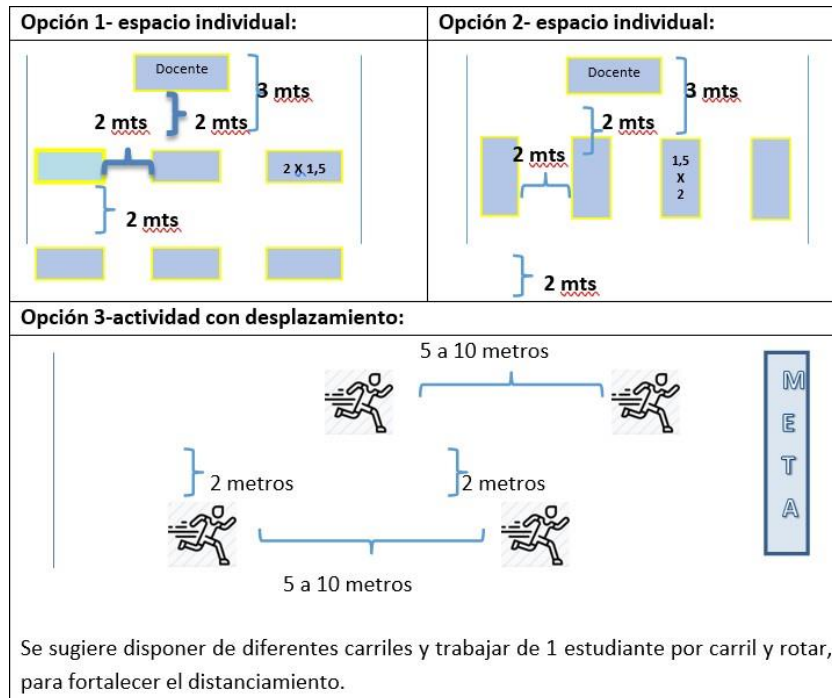 Opción 1- espacio individual:
Docente
3 mts
2 mts
2 mts
2 X 1,5
2 mts
Opción 2- espacio individual:
Docente
3 mts
2 mts
2 mts
1,5
X
2
2 mts
Opción 3-actividad con desplazamiento:
5 a 10 metros
M
E
T
A
2 metros
2 metros
5 a 10 metros
Se sugiere disponer de diferentes carriles y trabajar de 1 estudiante por carril y rotar,
para fortalecer el distanciamiento.